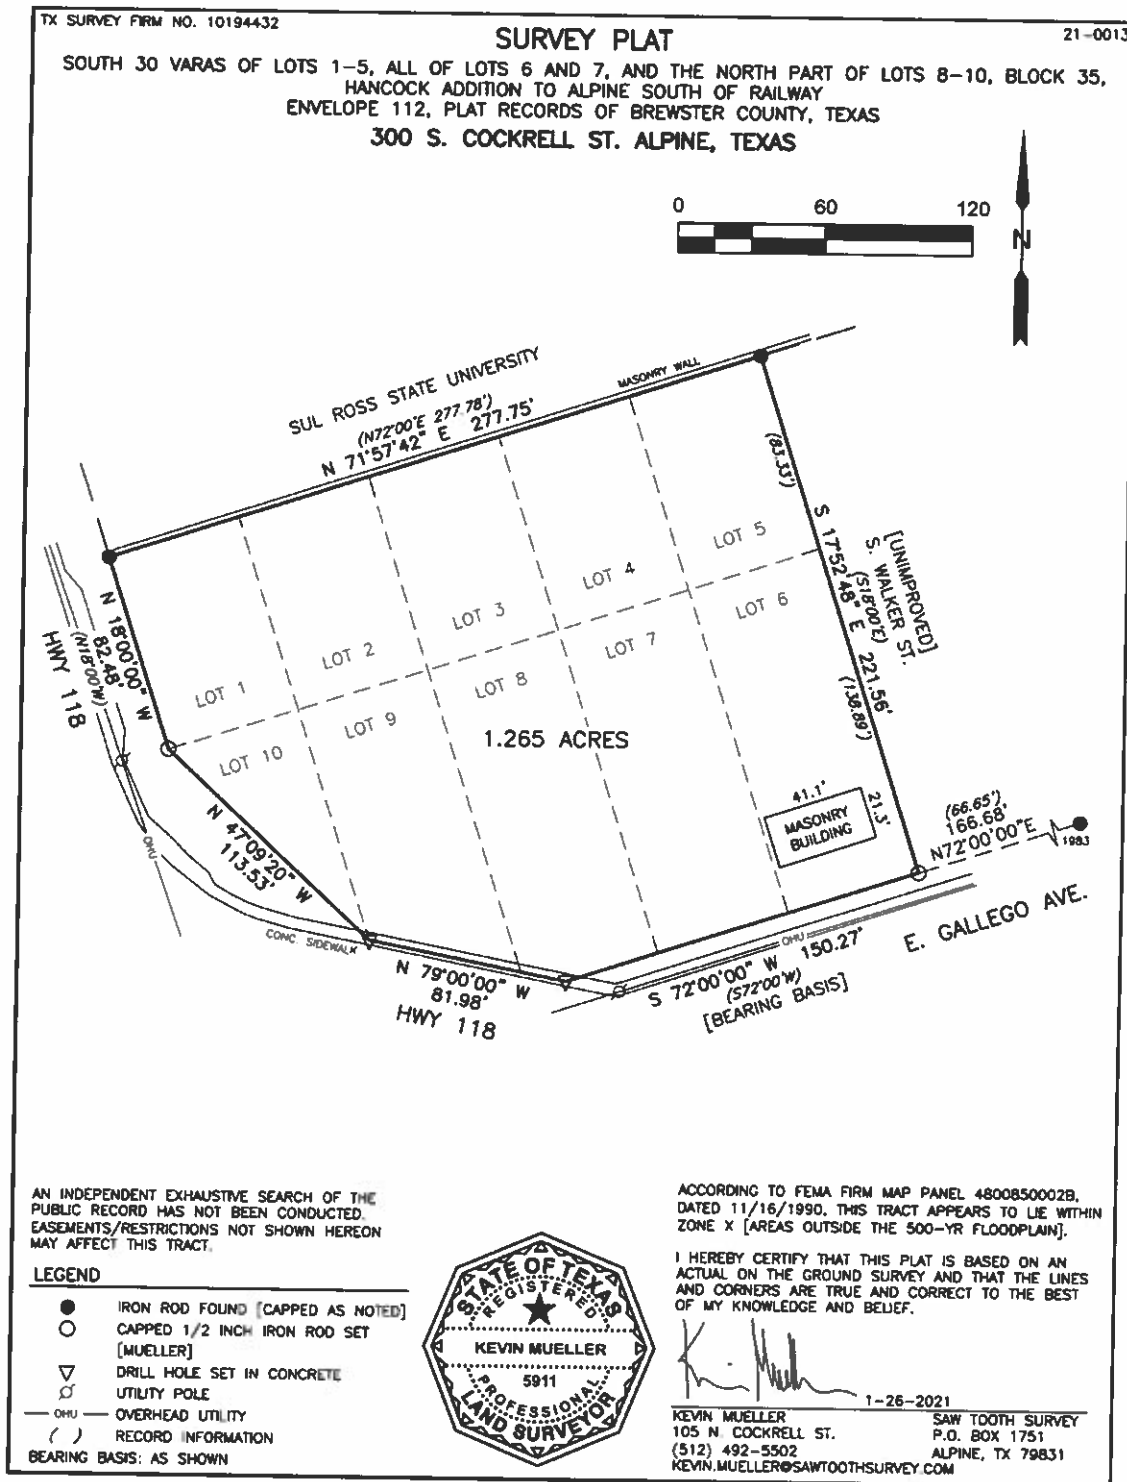 TX SURVEY FIRM NO. 10194432
21-0013
SURVEY PLAT
SOUTH 30 VARAS OF LOTS 1-5, ALL OF LOTS 6 AND 7, AND THE NORTH PART OF LOTS 8-10, BLOCK 35,
HANCOCK ADDITION TO ALPINE SOUTH OF RAILWAY
ENVELOPE 112, PLAT RECORDS OF BREWSTER COUNTY, TEXAS
300 S. COCKRELL ST. ALPINE, TEXAS
0 60 120
N
SUL ROSS STATE UNIVERSITY
(N72°00'E 277.78')
N 71°57'42" E 277.75'
MASONRY WALL
(83.33')
S 17°52'48" E 221.56'
(S18°00'E)
(138.89')
[UNIMPROVED]
S. WALKER ST.
N 18°00'00" W
82.48'
(N18°00'W)
HWY 118
LOT 1
LOT 2
LOT 3
LOT 4
LOT 5
LOT 6
LOT 7
LOT 8
LOT 9
LOT 10
1.265 ACRES
41.1'
21.3'
MASONRY
BUILDING
(66.65')
166.68'
N72°00'00"E
1983
N 47°09'20" W
113.53'
OHU
CONC. SIDEWALK
N 79°00'00" W
81.98'
HWY 118
OHU
S 72°00'00" W 150.27'
(S72°00'W)
[BEARING BASIS]
E. GALLEGO AVE.
AN INDEPENDENT EXHAUSTIVE SEARCH OF THE
PUBLIC RECORD HAS NOT BEEN CONDUCTED.
EASEMENTS/RESTRICTIONS NOT SHOWN HEREON
MAY AFFECT THIS TRACT.
LEGEND
IRON ROD FOUND [CAPPED AS NOTED]
CAPPED 1/2 INCH IRON ROD SET
[MUELLER]
DRILL HOLE SET IN CONCRETE
UTILITY POLE
OHU OVERHEAD UTILITY
( ) RECORD INFORMATION
BEARING BASIS: AS SHOWN
STATE OF TEXAS
REGISTERED
KEVIN MUELLER
5911
PROFESSIONAL
LAND SURVEYOR
ACCORDING TO FEMA FIRM MAP PANEL 4800850002B,
DATED 11/16/1990, THIS TRACT APPEARS TO LIE WITHIN
ZONE X [AREAS OUTSIDE THE 500-YR FLOODPLAIN].
I HEREBY CERTIFY THAT THIS PLAT IS BASED ON AN
ACTUAL ON THE GROUND SURVEY AND THAT THE LINES
AND CORNERS ARE TRUE AND CORRECT TO THE BEST
OF MY KNOWLEDGE AND BELIEF.
1-26-2021
KEVIN MUELLER
105 N. COCKRELL ST.
(512) 492-5502
KEVIN.MUELLER@SAWTOOTHSURVEY.COM
SAW TOOTH SURVEY
P.O. BOX 1751
ALPINE, TX 79831